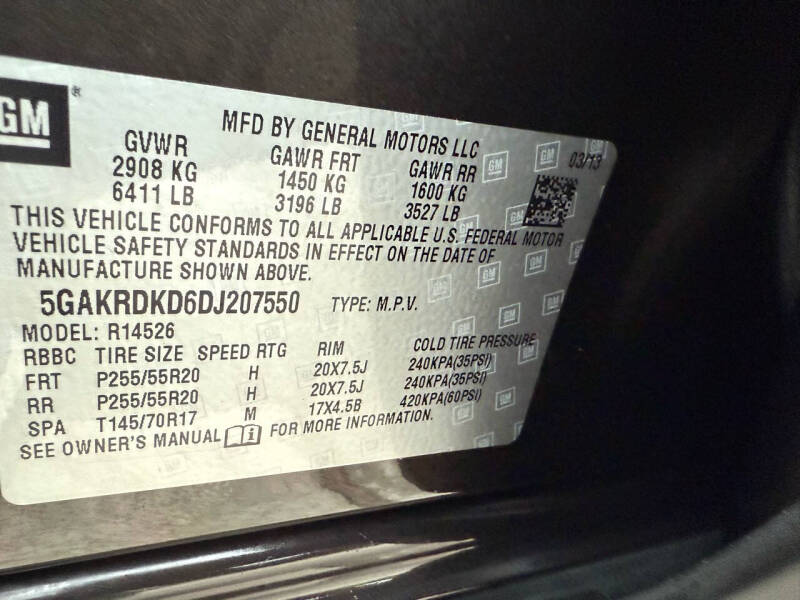 GM®
MFD BY GENERAL MOTORS LLC
03/13
GVWR GAWR FRT GAWR RR
2908 KG 1450 KG 1600 KG
6411 LB 3196 LB 3527 LB
THIS VEHICLE CONFORMS TO ALL APPLICABLE U.S. FEDERAL MOTOR
VEHICLE SAFETY STANDARDS IN EFFECT ON THE DATE OF
MANUFACTURE SHOWN ABOVE.
5GAKRDKD6DJ207550 TYPE: M.P.V.
MODEL: R14526
RBBC TIRE SIZE SPEED RTG RIM COLD TIRE PRESSURE
FRT P255/55R20 H 20X7.5J 240KPA(35PSI)
RR P255/55R20 H 20X7.5J 240KPA(35PSI)
SPA T145/70R17 M 17X4.5B 420KPA(60PSI)
SEE OWNER'S MANUAL FOR MORE INFORMATION.